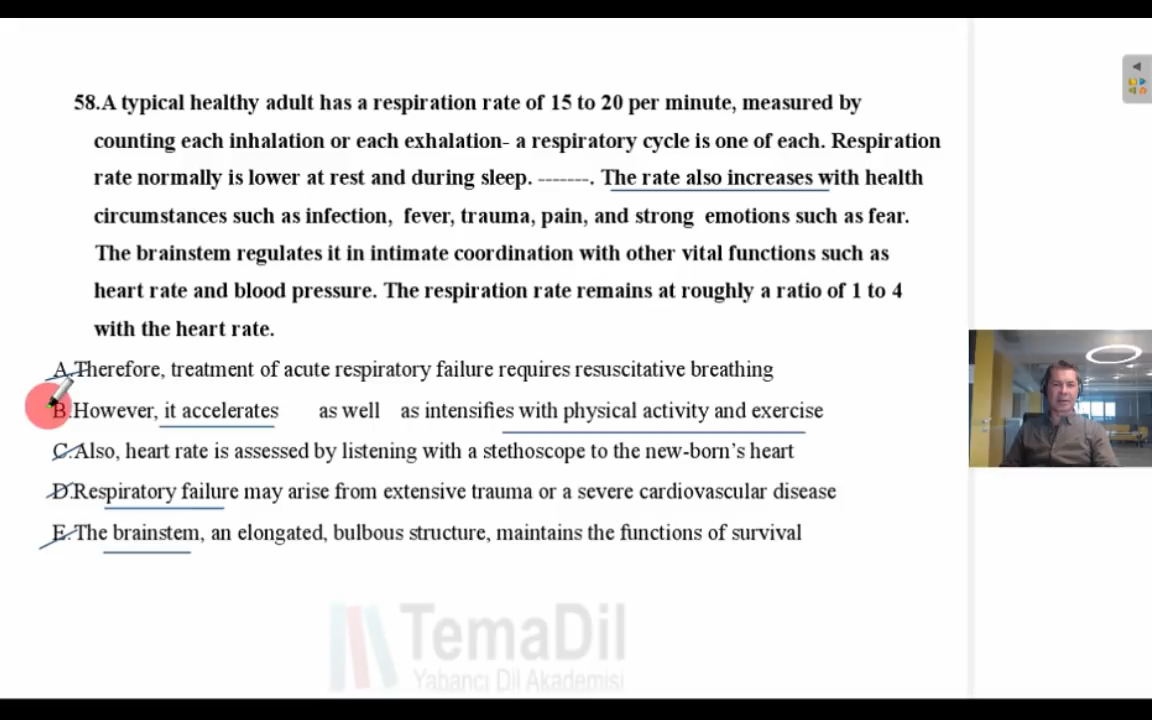 58.A typical healthy adult has a respiration rate of 15 to 20 per minute, measured by
counting each inhalation or each exhalation- a respiratory cycle is one of each. Respiration
rate normally is lower at rest and during sleep. -------. The rate also increases with health
circumstances such as infection, fever, trauma, pain, and strong emotions such as fear.
The brainstem regulates it in intimate coordination with other vital functions such as
heart rate and blood pressure. The respiration rate remains at roughly a ratio of 1 to 4
with the heart rate.
A.Therefore, treatment of acute respiratory failure requires resuscitative breathing
B.However, it accelerates as well as intensifies with physical activity and exercise
C.Also, heart rate is assessed by listening with a stethoscope to the new-born’s heart
D.Respiratory failure may arise from extensive trauma or a severe cardiovascular disease
E.The brainstem, an elongated, bulbous structure, maintains the functions of survival
TemaDil
Yabancı Dil Akademisi